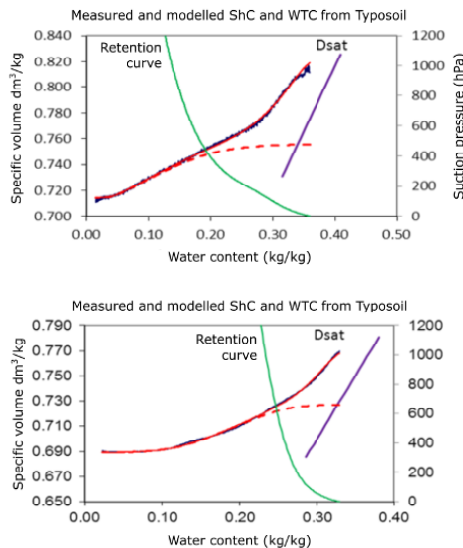 Measured and modelled ShC and WTC from Typosoil
Specific volume dm³/kg
0.840
0.820
0.800
0.780
0.760
0.740
0.720
0.700
Retention
curve
Dsat
1200
1000
800
600
400
200
0
Suction pressure (hPa)
0.00 0.10 0.20 0.30 0.40 0.50
Water content (kg/kg)
Measured and modelled ShC and WTC from Typosoil
Specific volume dm³/kg
0.790
0.770
0.750
0.730
0.710
0.690
0.670
0.650
Retention
curve
Dsat
1200
1000
800
600
400
200
0
0.00 0.10 0.20 0.30 0.40
Water content (kg/kg)